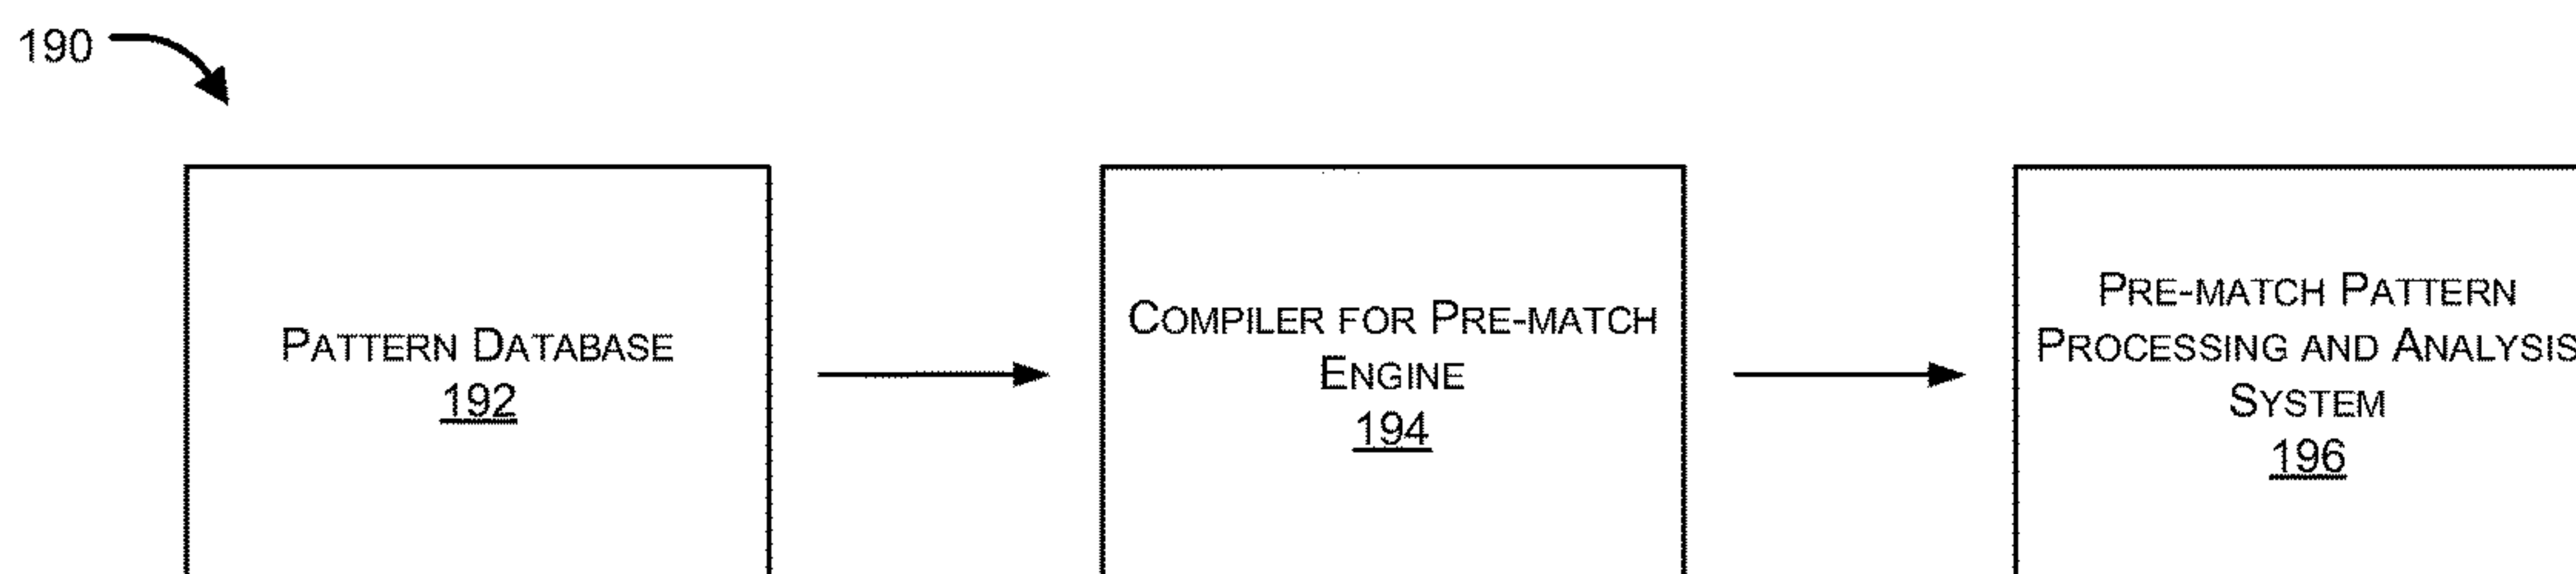 190
PATTERN DATABASE
192
COMPILER FOR PRE-MATCH
ENGINE
194
PRE-MATCH PATTERN
PROCESSING AND ANALYSIS
SYSTEM
196